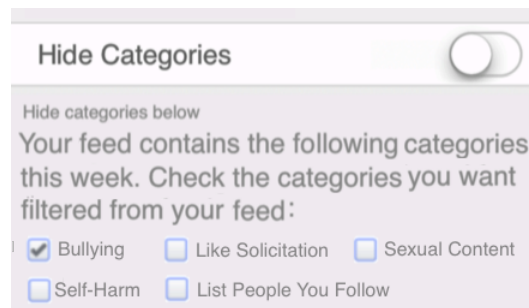 Hide Categories
Hide categories below
Your feed contains the following categories
this week. Check the categories you want
filtered from your feed:
Bullying Like Solicitation Sexual Content
Self-Harm List People You Follow